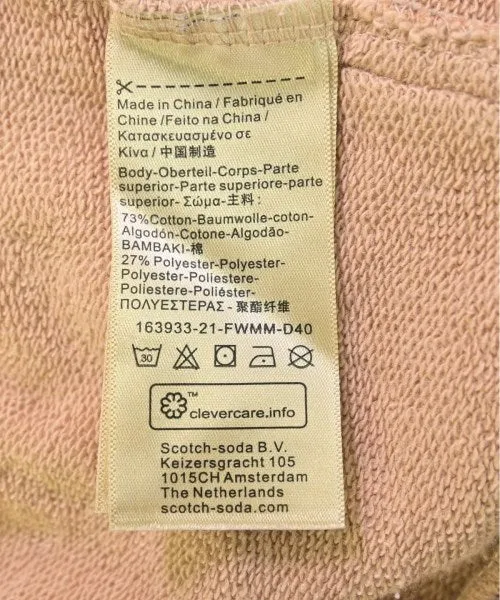 Made in China / Fabriqué en
Chine /Feito na China /
Κατασκευασμένο σε
Κίνα / 中国制造
Body-Oberteil-Corps-Parte
superior-Parte superiore-parte
superior- Σώμα-主料 :
73%Cotton-Baumwolle-coton-
Algodón-Cotone-Algodão-
BAMBAKI-棉
27% Polyester-Polyester-
Polyester-Poliestere-
Poliestere-Poliéster-
ΠΟΛΥΕΣΤΕΡΑΣ - 聚酯纤维
163933-21-FWMM-D40
30
™
clevercare.info
Scotch-soda B.V.
Keizersgracht 105
1015CH Amsterdam
The Netherlands
scotch-soda.com